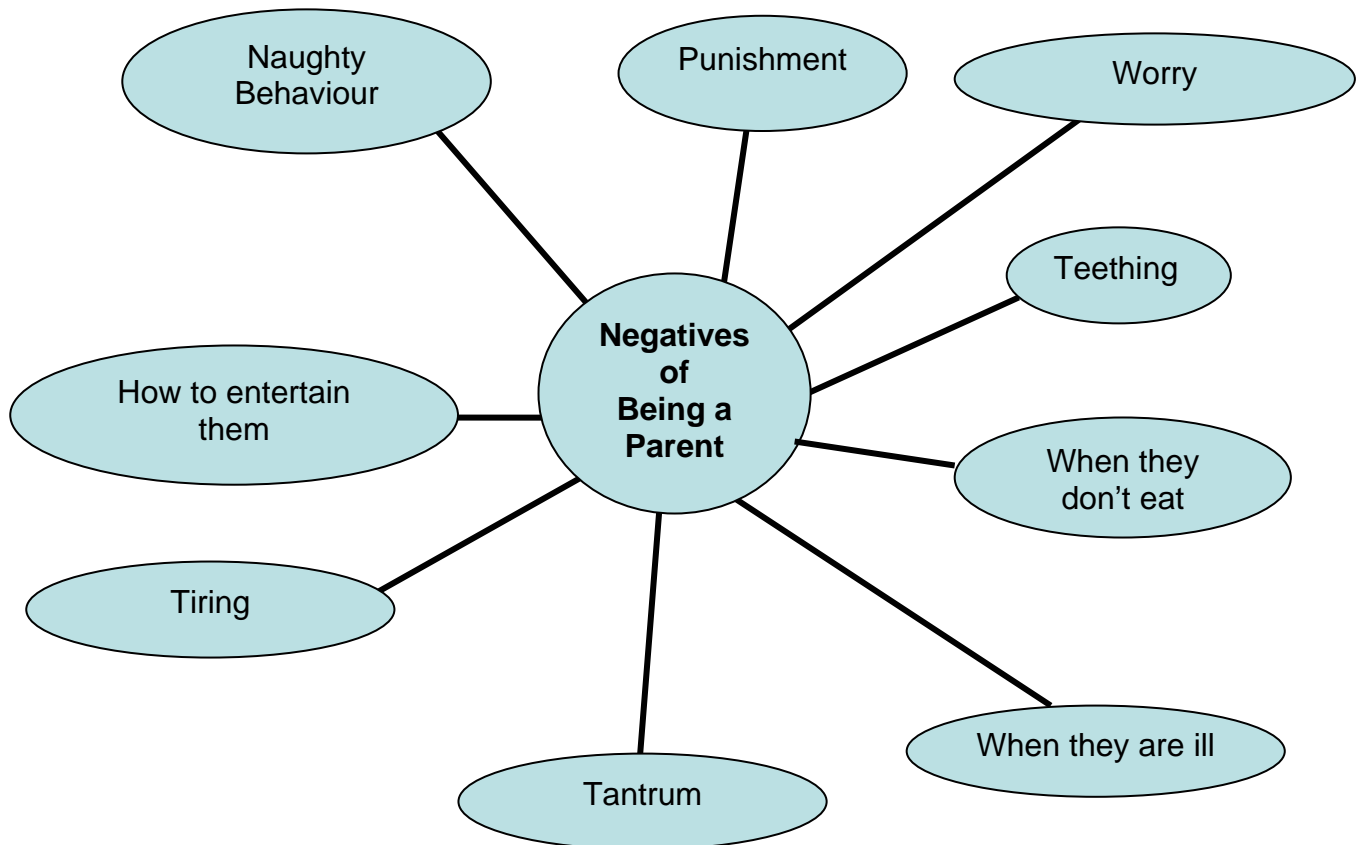 Naughty
Behaviour
Punishment
Worry
Teething
Negatives
of
Being a
Parent
How to entertain
them
When they
don’t eat
Tiring
When they are ill
Tantrum